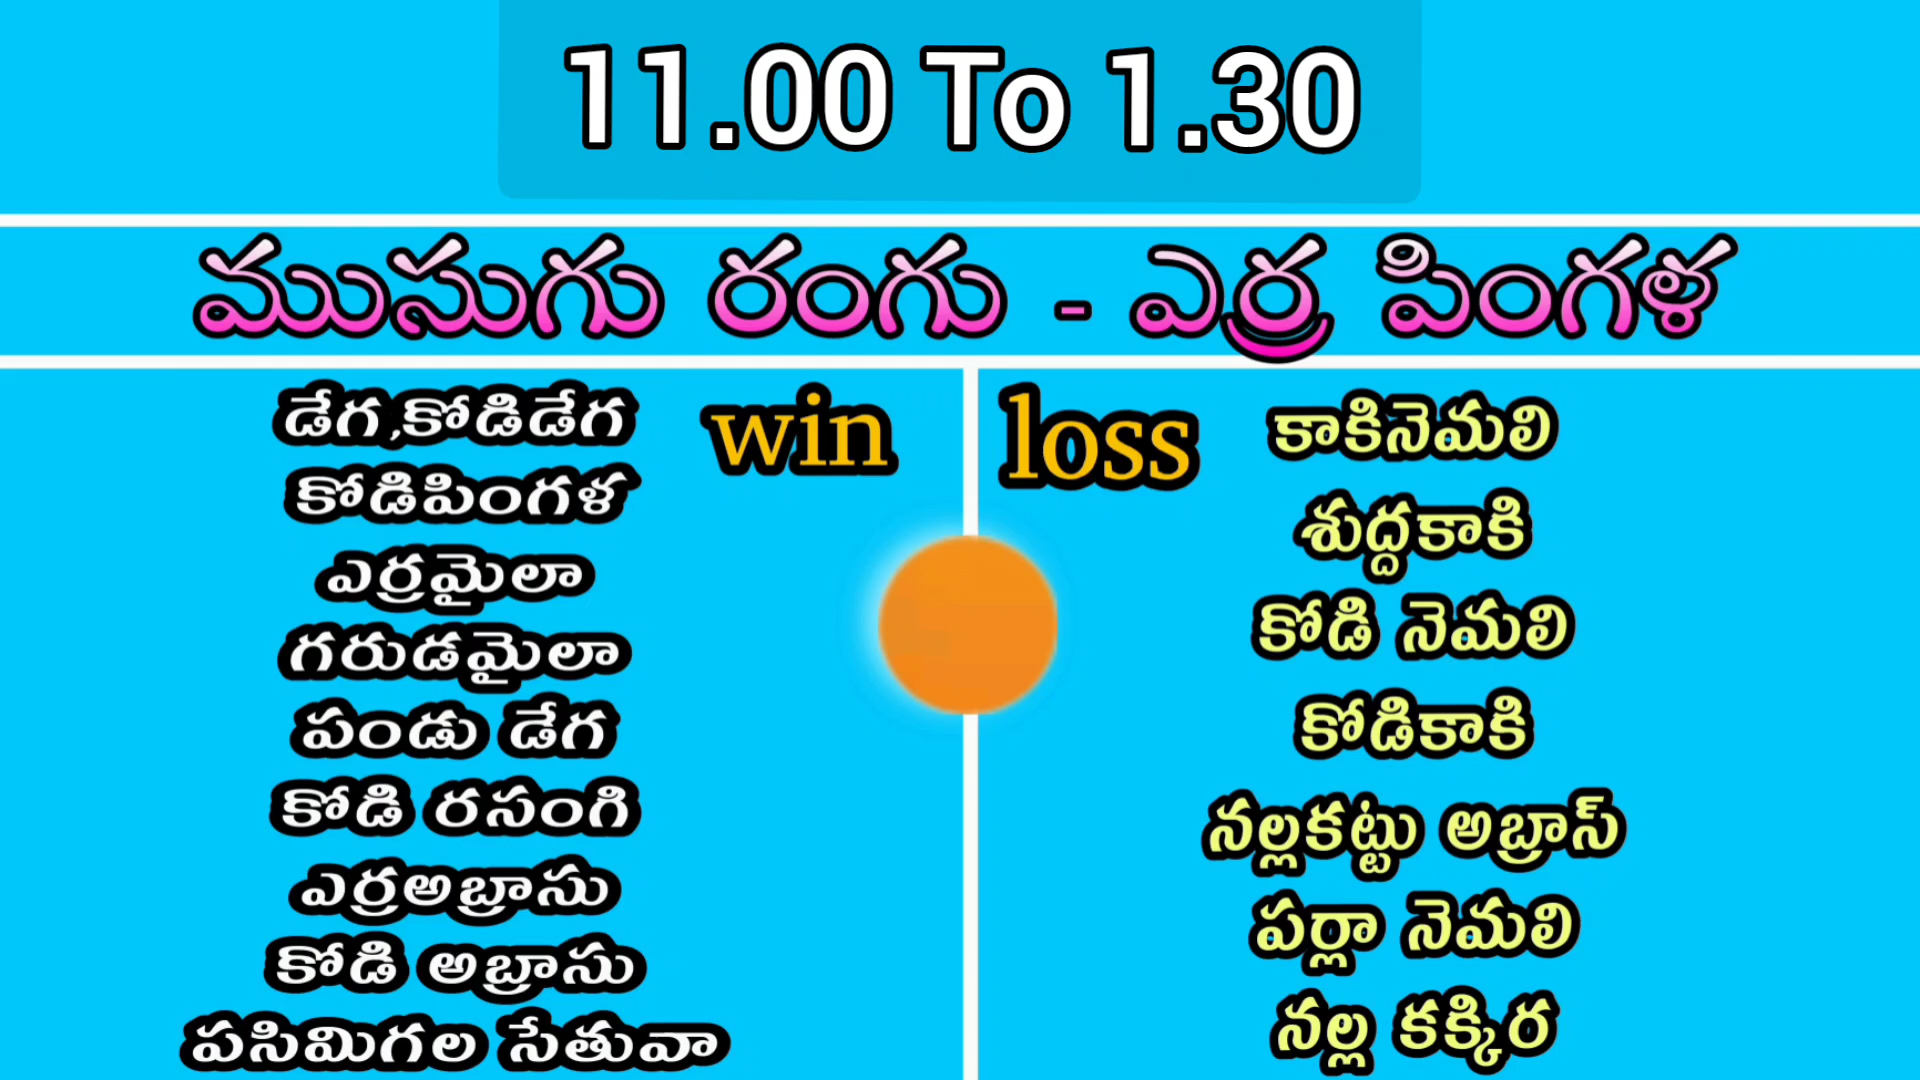 11.00 To 1.30
ముసుగు రంగు - ఎర్ర పింగళ
win
డేగ,కోడిడేగ
కోడిపింగళ
ఎర్రమైలా
గరుడమైలా
పండు డేగ
కోడి రసంగి
ఎర్రఅబ్రాసు
కోడి అబ్రాసు
పసిమిగల సేతువా
loss
కాకినెమలి
శుద్దకాకి
కోడి నెమలి
కోడికాకి
నల్లకట్టు అబ్రాస్
పర్లా నెమలి
నల్ల కక్కిర